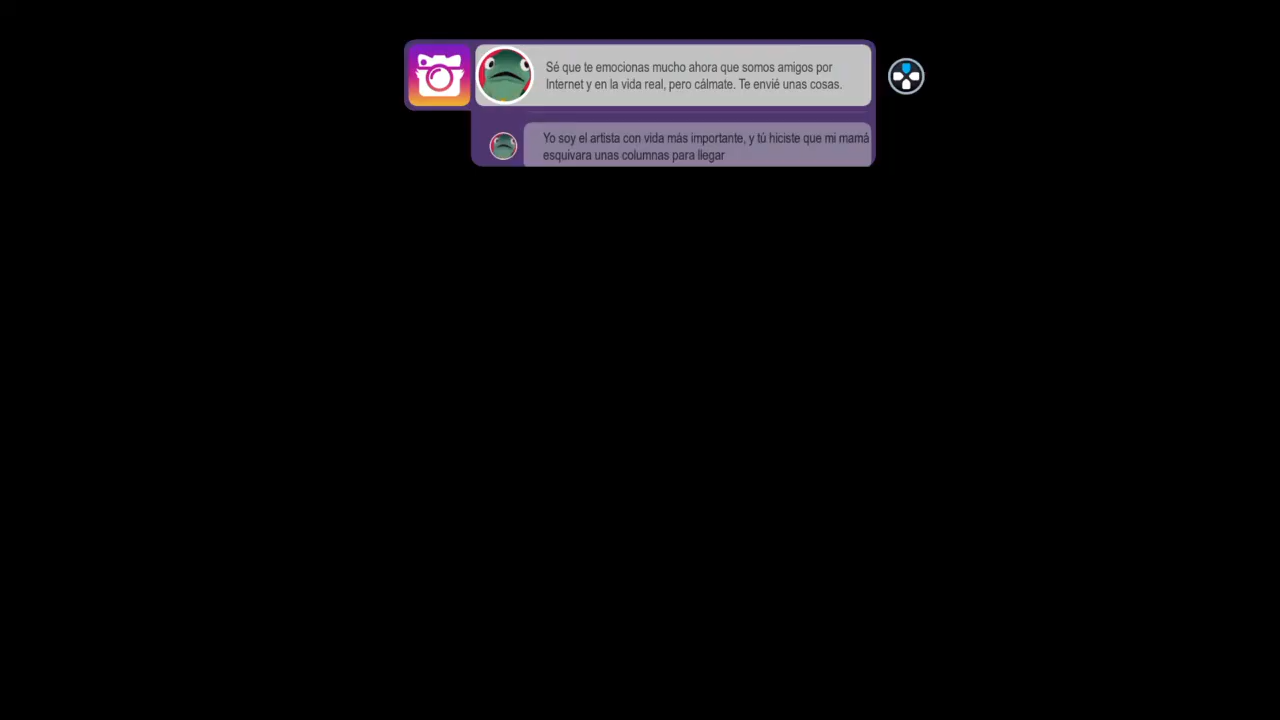 Sé que te emocionas mucho ahora que somos amigos por
Internet y en la vida real, pero cálmate. Te envié unas cosas.
Yo soy el artista con vida más importante, y tú hiciste que mi mamá
esquivara unas columnas para llegar